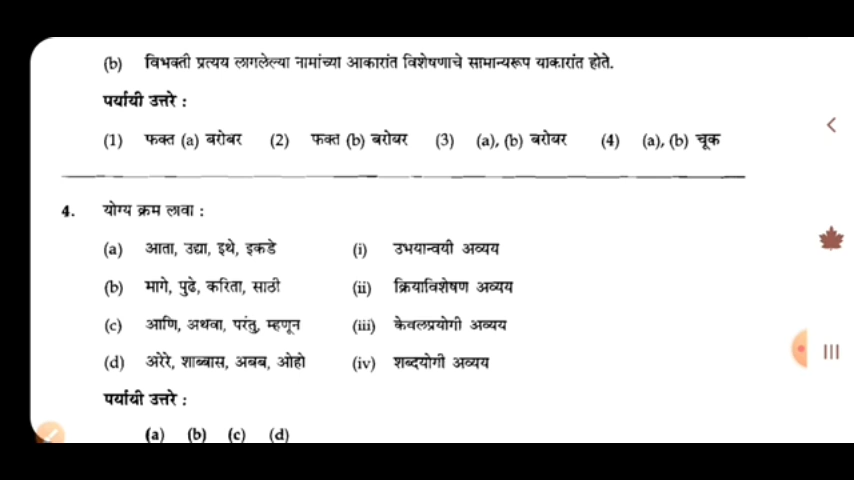 (b) विभक्ती प्रत्यय लागलेल्या नामांच्या आकारांत विशेषणाचे सामान्यरूप याकारांत होते.
पर्यायी उत्तरे :
(1) फक्त (a) बरोबर (2) फक्त (b) बरोबर (3) (a), (b) बरोबर (4) (a), (b) चूक
4. योग्य क्रम लावा :
(a) आता, उद्या, इथे, इकडे (i) उभयान्वयी अव्यय
(b) मागे, पुढे, करिता, साठी (ii) क्रियाविशेषण अव्यय
(c) आणि, अथवा, परंतु, म्हणून (iii) केवलप्रयोगी अव्यय
(d) अरेरे, शाब्बास, अबब, ओहो (iv) शब्दयोगी अव्यय
पर्यायी उत्तरे :
(a) (b) (c) (d)